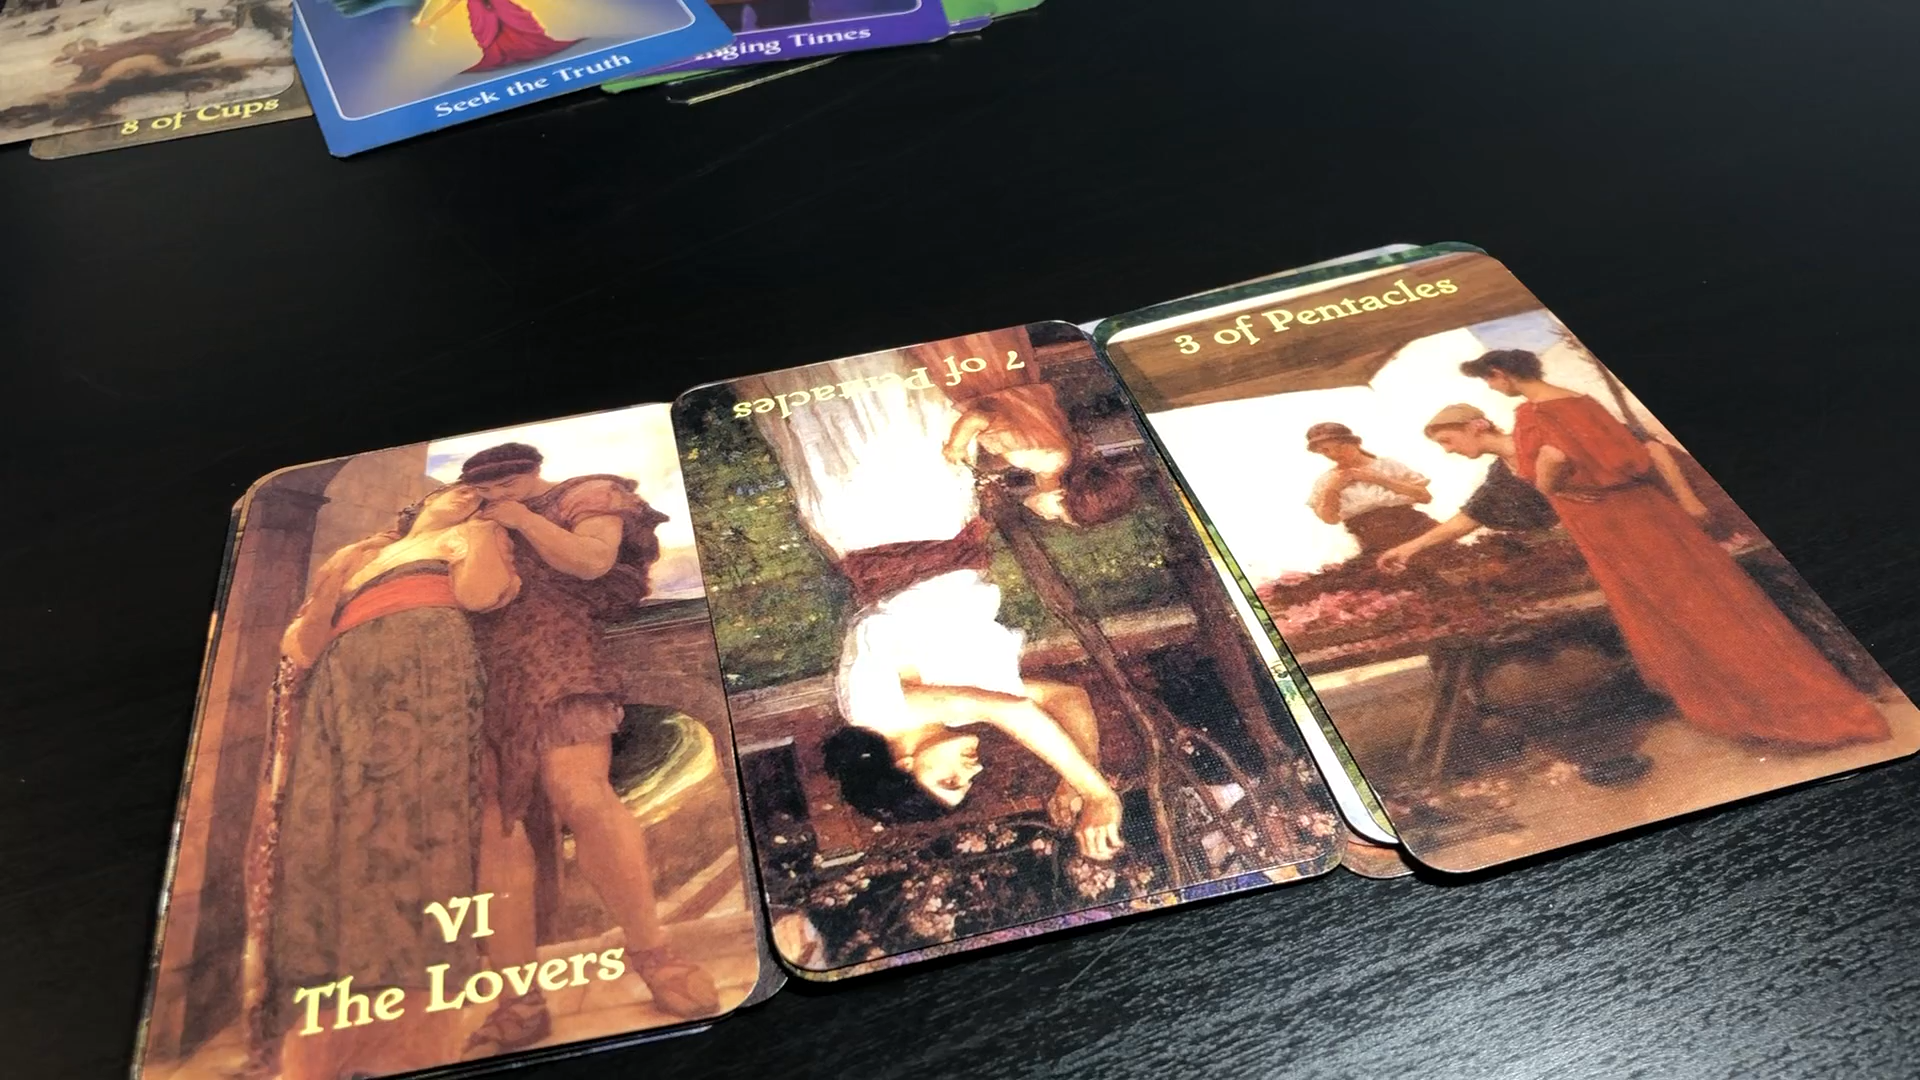 8 of Cups
Seek the Truth
Times
3 of Pentacles
7 of Pentacles
VI
The Lovers